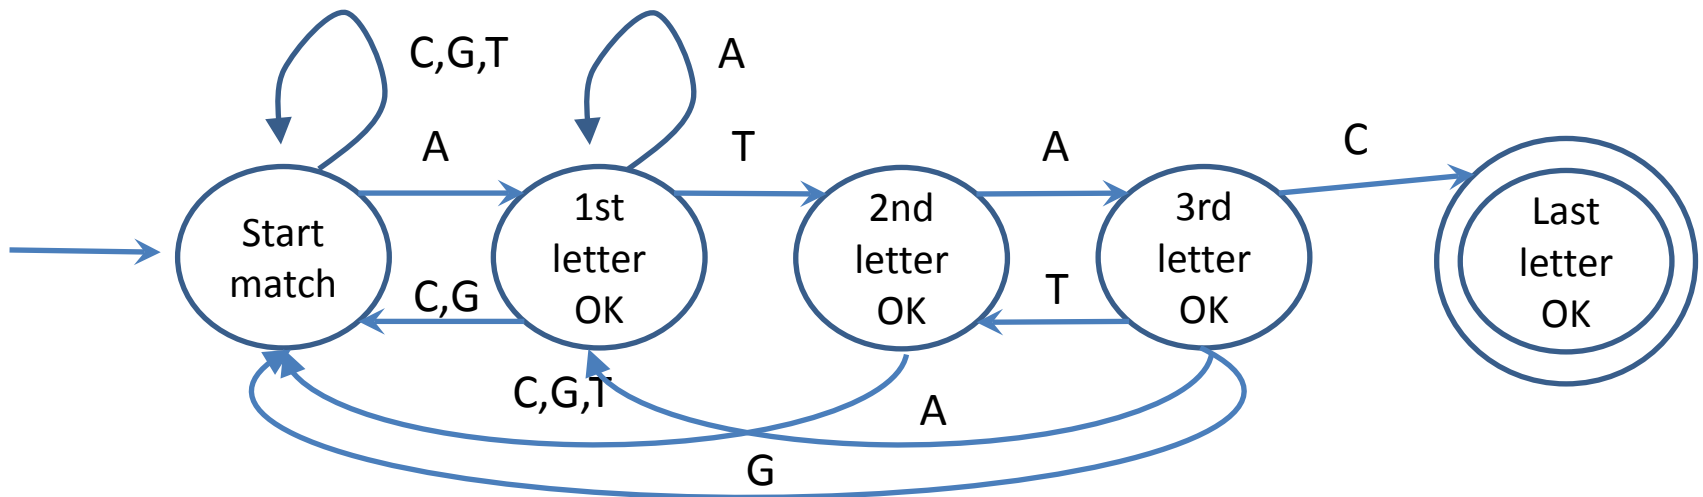 C,G,T
A
A
T
A
C
Start
match
1st
letter
OK
2nd
letter
OK
3rd
letter
OK
Last
letter
OK
C,G
T
C,G,T
A
G